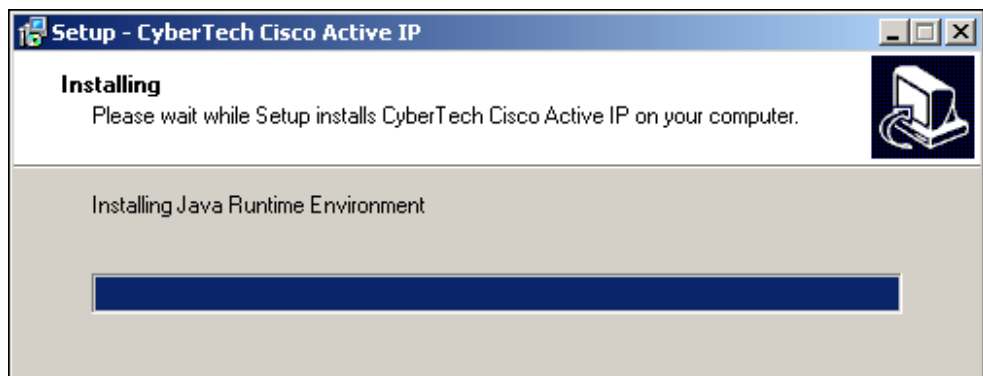 Setup - CyberTech Cisco Active IP
Installing
Please wait while Setup installs CyberTech Cisco Active IP on your computer.
Installing Java Runtime Environment